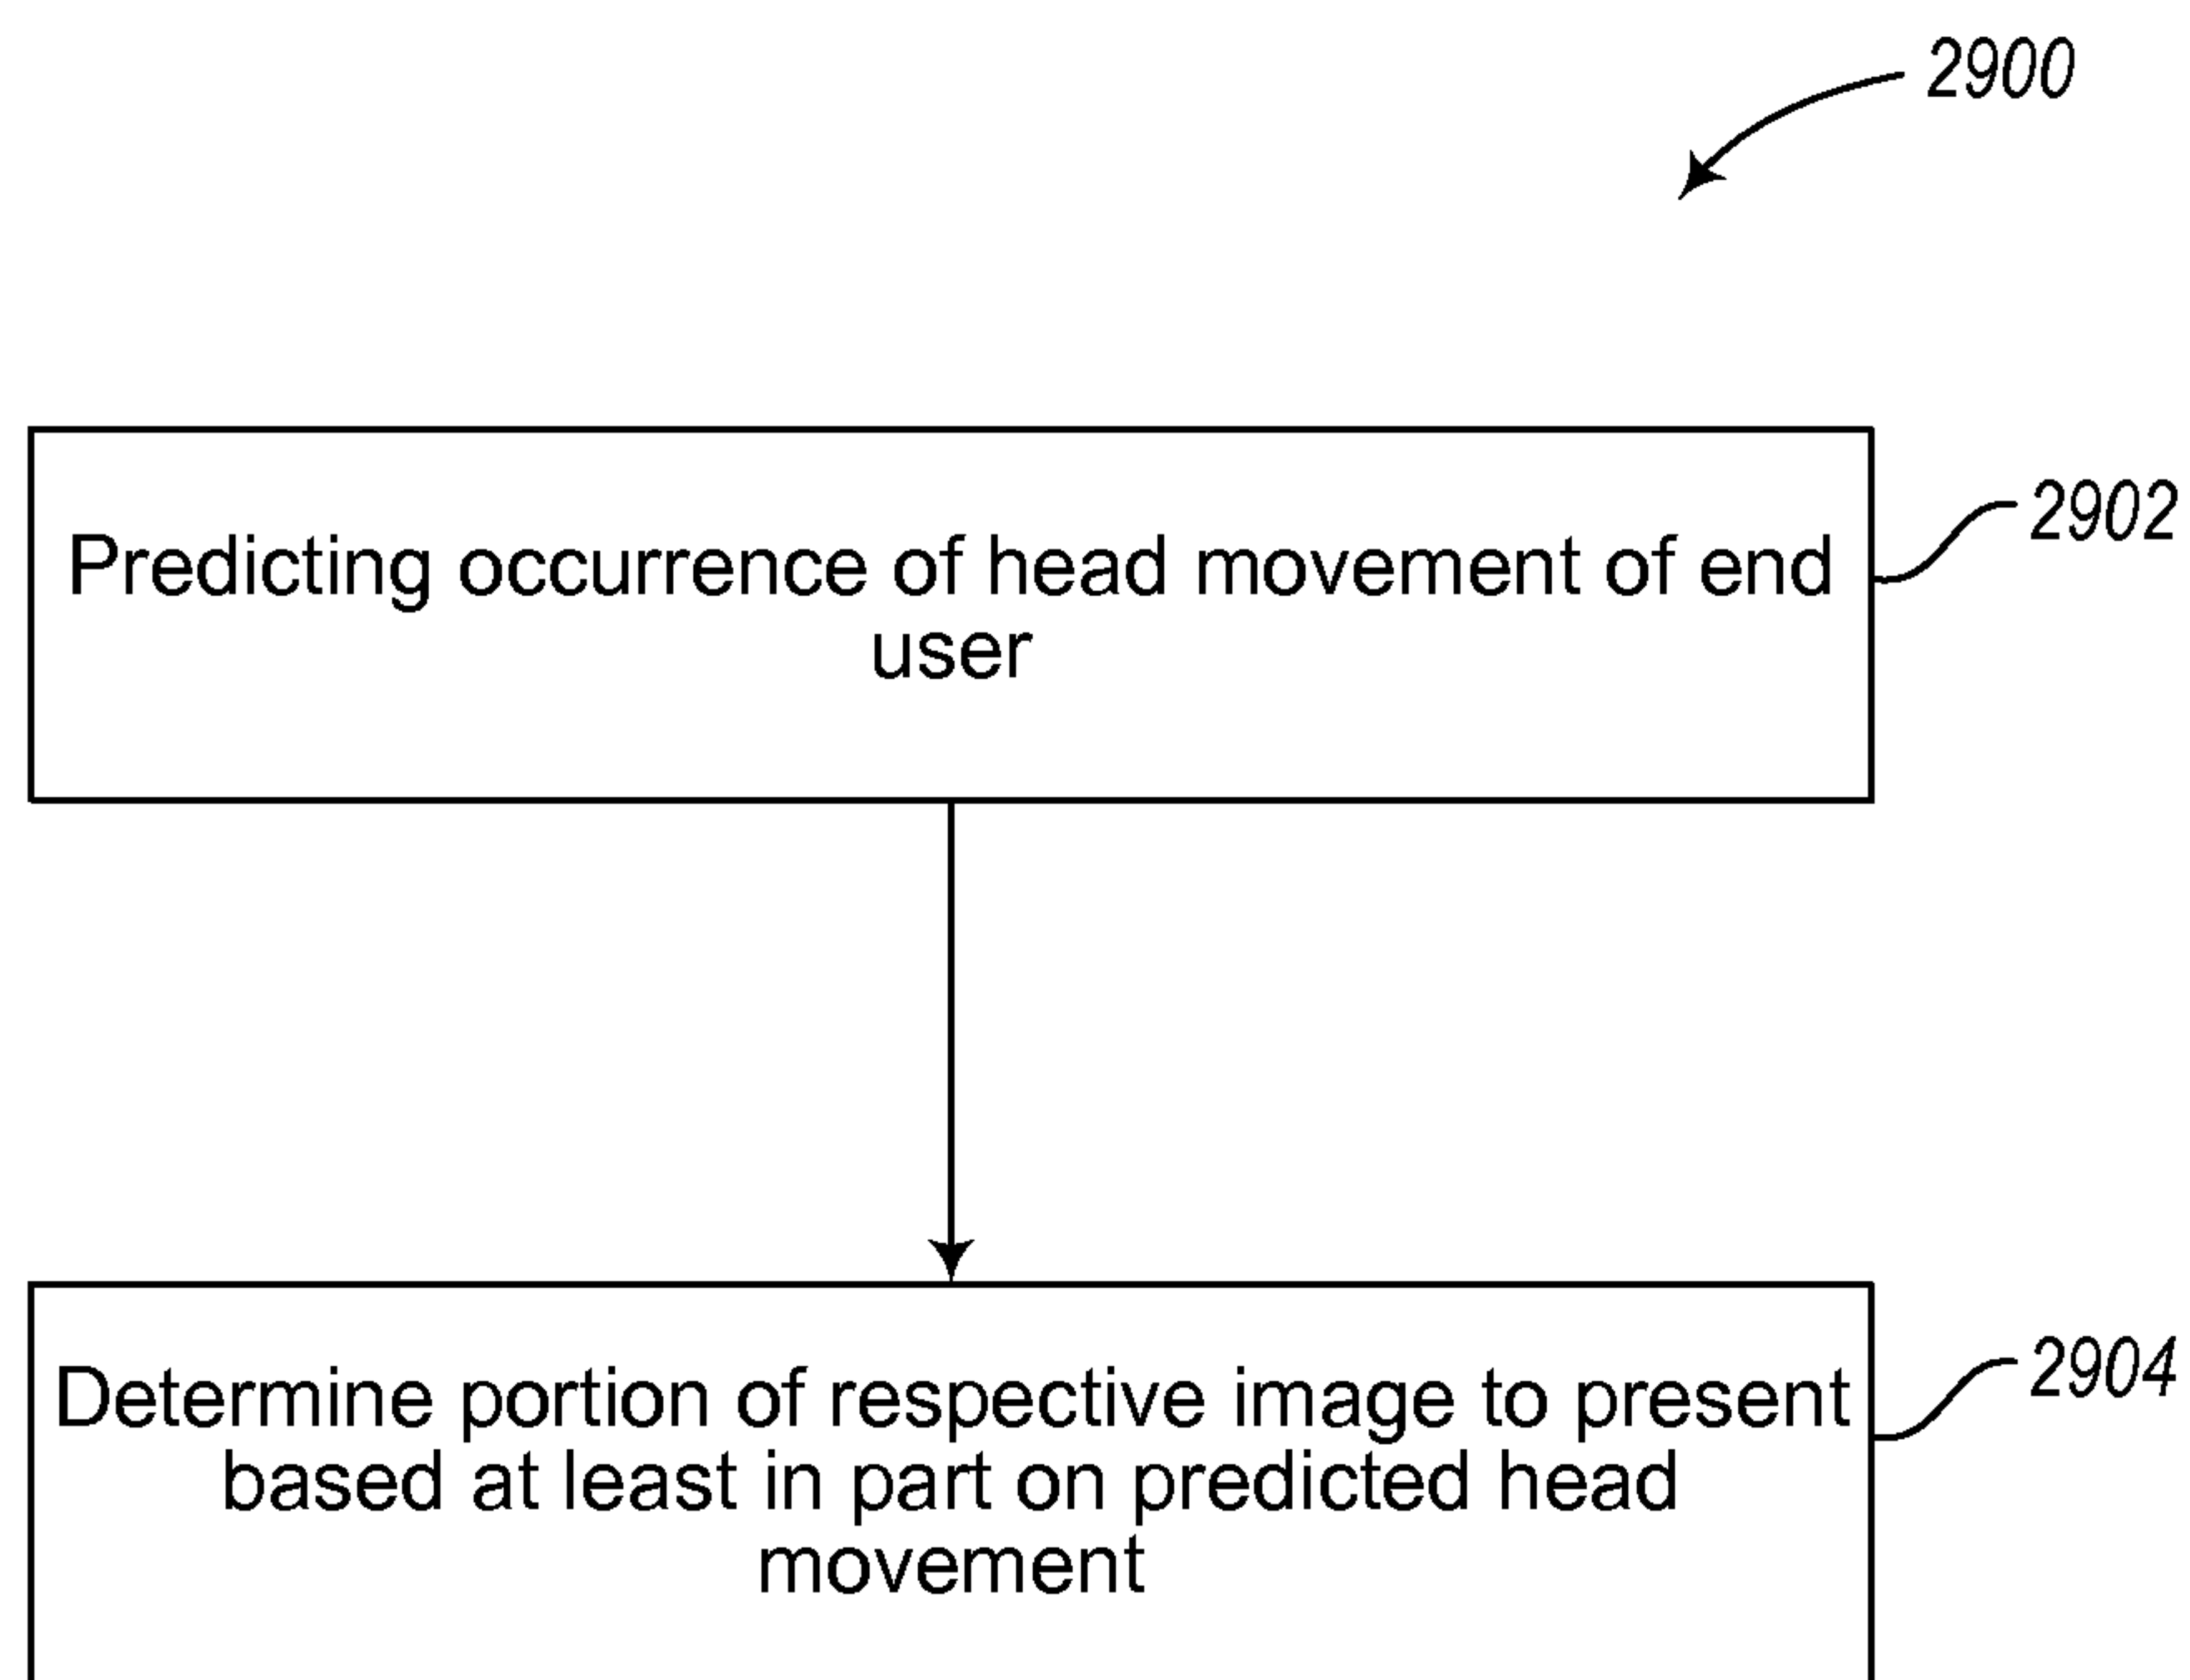 2900
Predicting occurrence of head movement of end
user
2902
Determine portion of respective image to present
based at least in part on predicted head
movement
2904